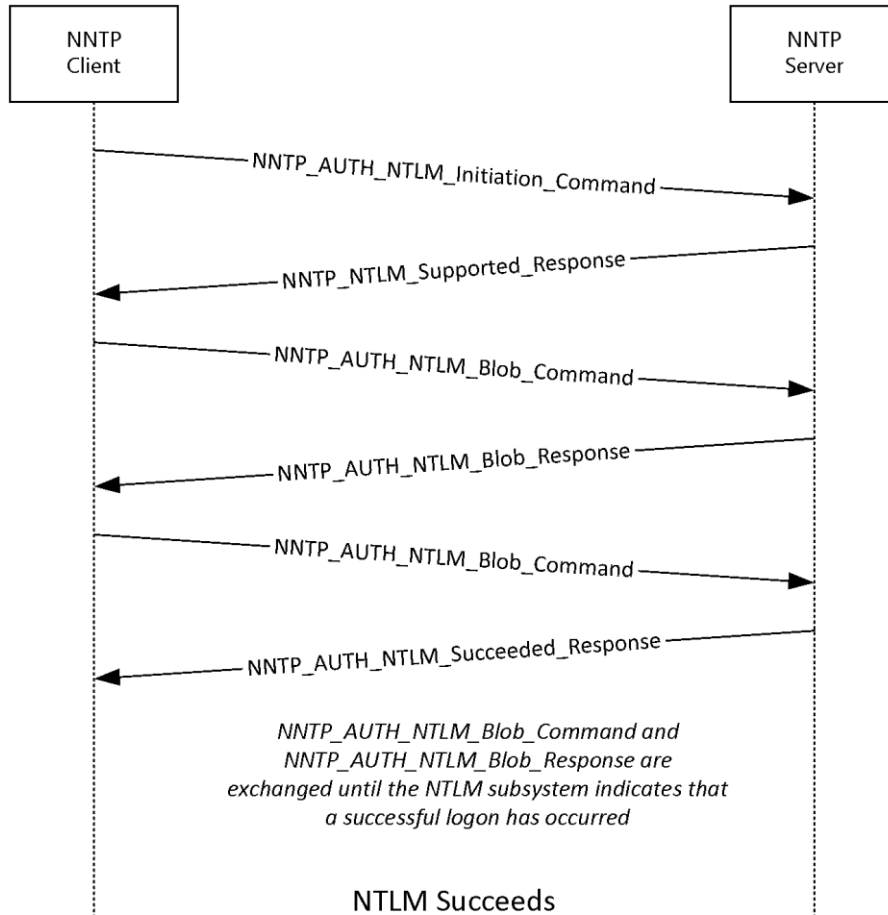 NNTP
Client
NNTP
Server
NNTP_AUTH_NTLM_Initiation_Command
NNTP_NTLM_Supported_Response
NNTP_AUTH_NTLM_Blob_Command
NNTP_AUTH_NTLM_Blob_Response
NNTP_AUTH_NTLM_Blob_Command
NNTP_AUTH_NTLM_Succeeded_Response
NNTP_AUTH_NTLM_Blob_Command and
NNTP_AUTH_NTLM_Blob_Response are
exchanged until the NTLM subsystem indicates that
a successful logon has occurred
NTLM Succeeds